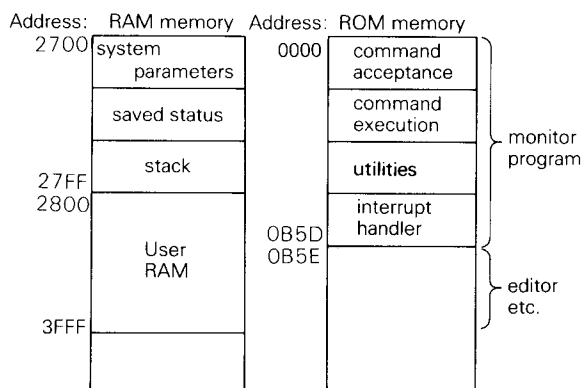 Address: RAM memory Address: ROM memory
2700 system parameters
saved status
stack
27FF
2800
User
RAM
3FFF
0000 command
acceptance
command
execution
utilities
interrupt
handler
0B5D
0B5E
monitor
program
editor
etc.